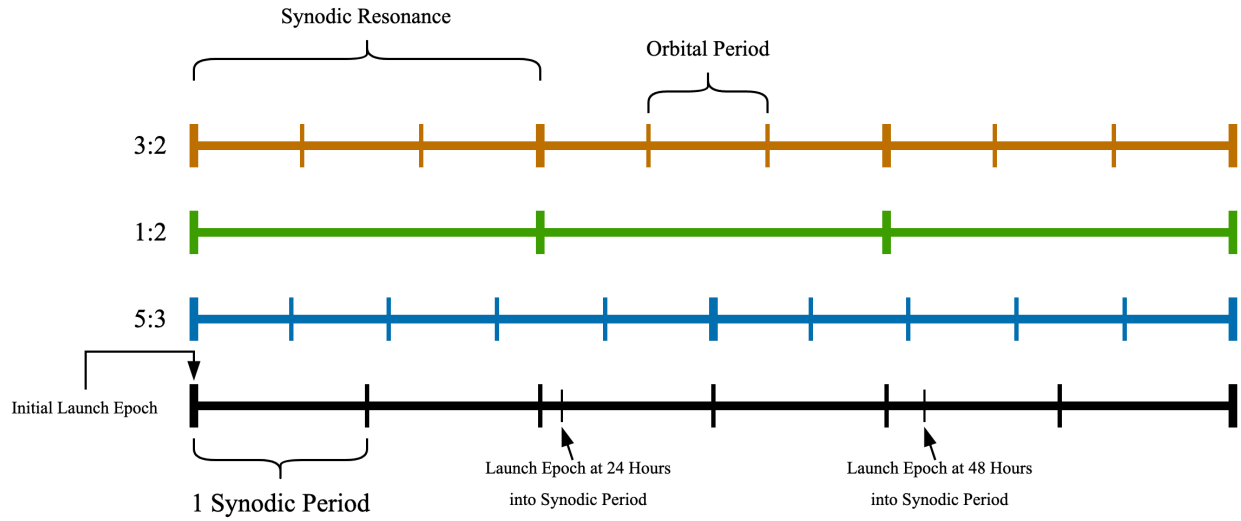 Synodic Resonance
Orbital Period
3:2
1:2
5:3
Initial Launch Epoch
1 Synodic Period
Launch Epoch at 24 Hours
into Synodic Period
Launch Epoch at 48 Hours
into Synodic Period